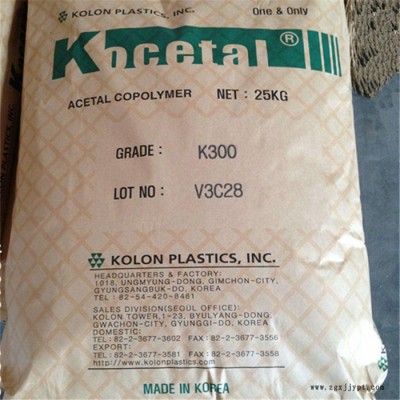 KOLON PLASTICS, INC. One & Only
Kocetal®
ACETAL COPOLYMER NET : 25KG
GRADE : K300
LOT NO : V3C28
KOLON PLASTICS, INC.
HEADQUARTERS & FACTORY:
1018, UNGMYUNG-DONG, GIMCHON-CITY,
GYUNGSANGBUK-DO, KOREA
TEL : 82-54-420-8461
SALES DIVISION(SEOUL OFFICE):
KOLON TOWER,1-23, BYULYANG-DONG,
GWACHON-CITY, GYUNGGI-DO, KOREA
DOMESTIC:
TEL: 82-2-3677-3602 FAX : 82-2-3677-3556
EXPORT:
TEL: 82-2-3677-3581 FAX : 82-2-3677-3558
http://www.kolonplastics.com
MADE IN KOREA
www.zgxjjypt.com